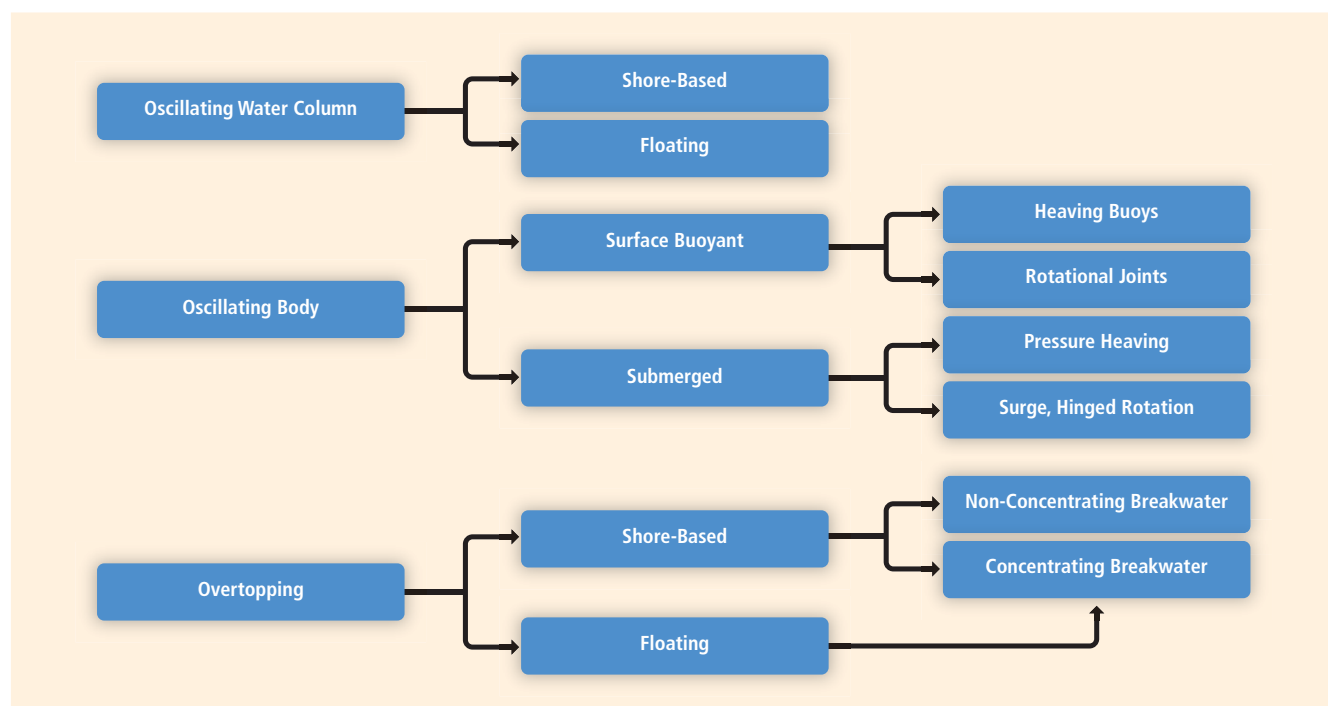 Oscillating Water Column
Shore-Based
Floating
Oscillating Body
Surface Buoyant
Heaving Buoys
Rotational Joints
Submerged
Pressure Heaving
Surge, Hinged Rotation
Overtopping
Shore-Based
Non-Concentrating Breakwater
Concentrating Breakwater
Floating